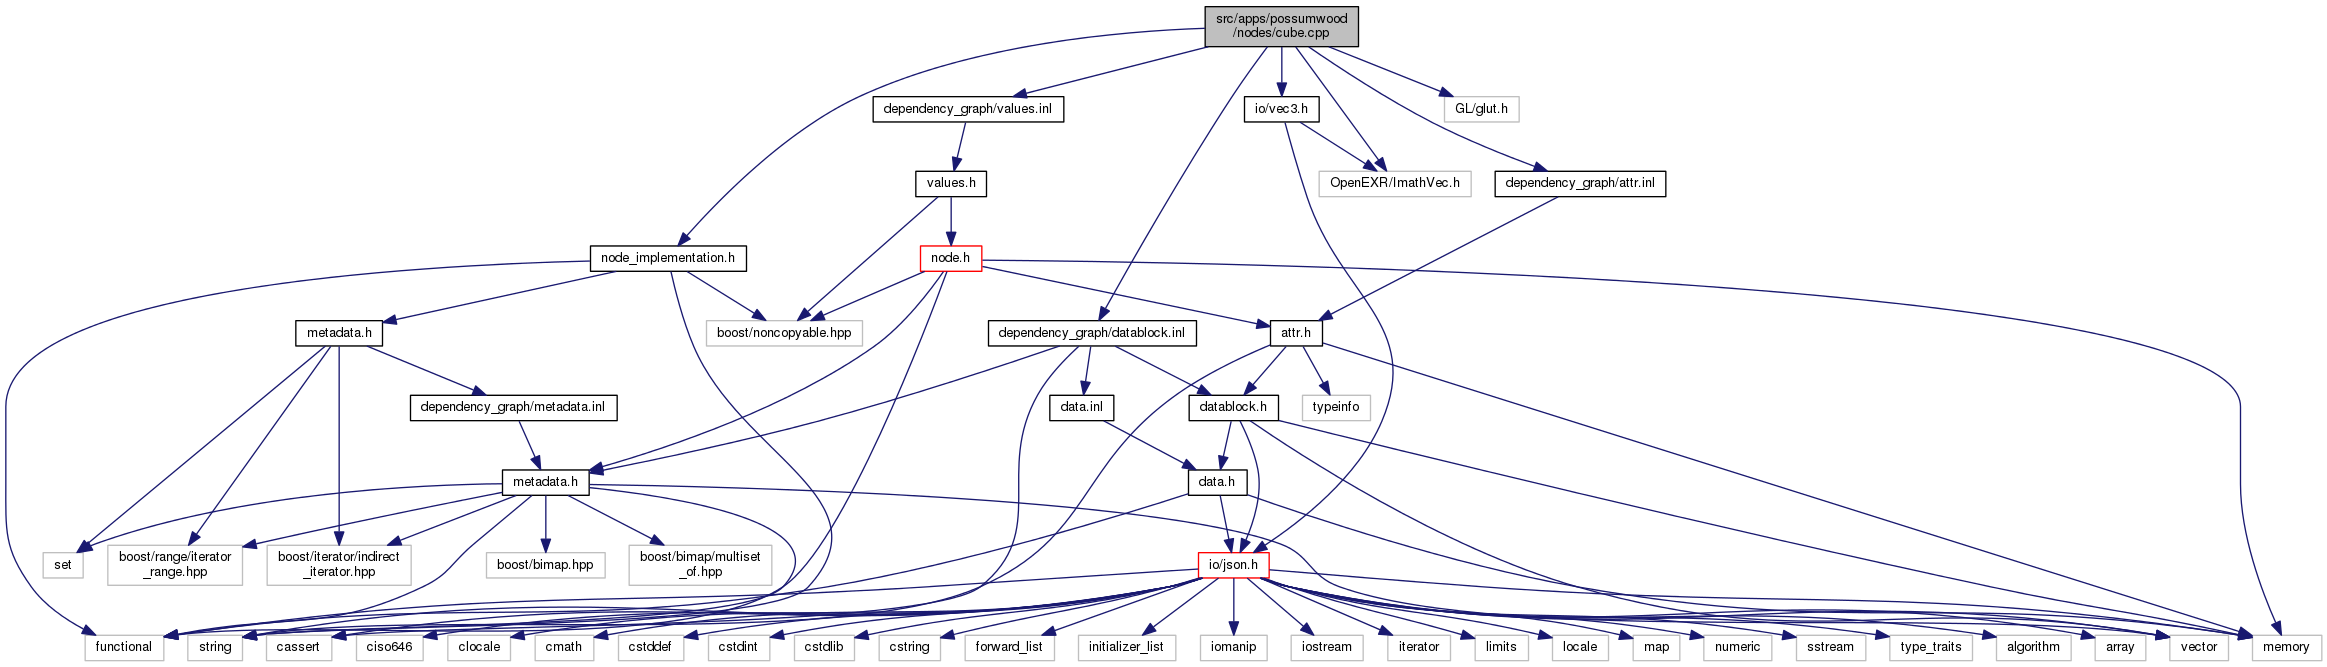 src/apps/possumwood
/nodes/cube.cpp
dependency_graph/values.inl
io/vec3.h
GL/glut.h
values.h
OpenEXR/ImathVec.h
dependency_graph/attr.inl
node_implementation.h
node.h
metadata.h
boost/noncopyable.hpp
dependency_graph/datablock.inl
attr.h
dependency_graph/metadata.inl
data.inl
datablock.h
typeinfo
metadata.h
data.h
set
boost/range/iterator
_range.hpp
boost/iterator/indirect
_iterator.hpp
boost/bimap.hpp
boost/bimap/multiset
_of.hpp
io/json.h
functional
string
cassert
ciso646
clocale
cmath
cstddef
cstdint
cstdlib
cstring
forward_list
initializer_list
iomanip
iostream
iterator
limits
locale
map
numeric
sstream
type_traits
algorithm
array
vector
memory